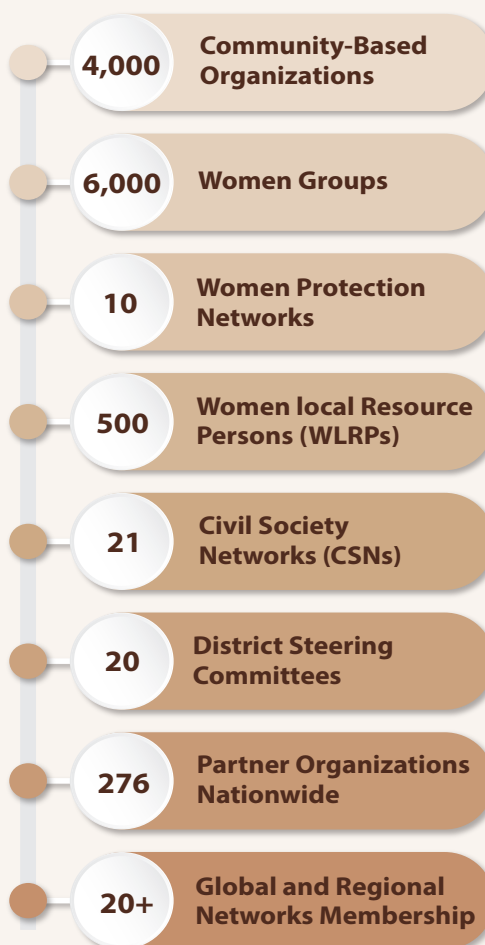 4,000
Community-Based
Organizations
6,000
Women Groups
10
Women Protection
Networks
500
Women local Resource
Persons (WLRPs)
21
Civil Society
Networks (CSNs)
20
District Steering
Committees
276
Partner Organizations
Nationwide
20+
Global and Regional
Networks Membership